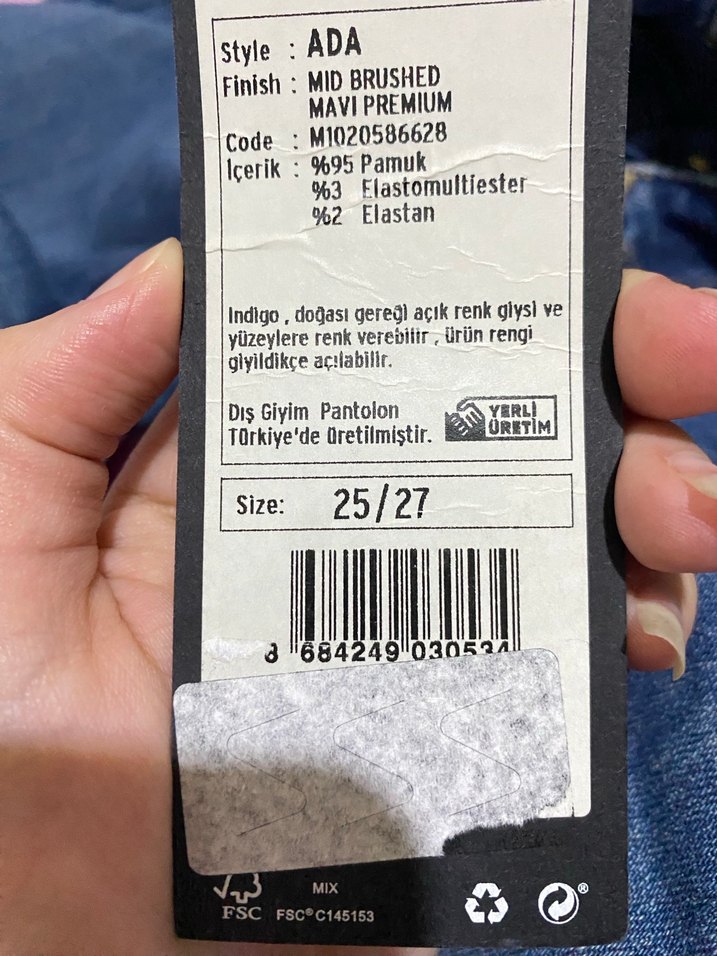 Style : ADA
Finish : MID BRUSHED
MAVI PREMIUM
Code : M1020586628
İçerik : %95 Pamuk
%3 Elastomultiester
%2 Elastan
Indigo , doğası gereği açık renk giysi ve
yüzeylere renk verebilir , ürün rengi
giyildikçe açılabilir.
Dış Giyim Pantolon
Türkiye'de üretilmiştir.
YERLİ
ÜRETİM
Size: 25/27
8 684249 030534
MIX
FSC FSC® C145153
®